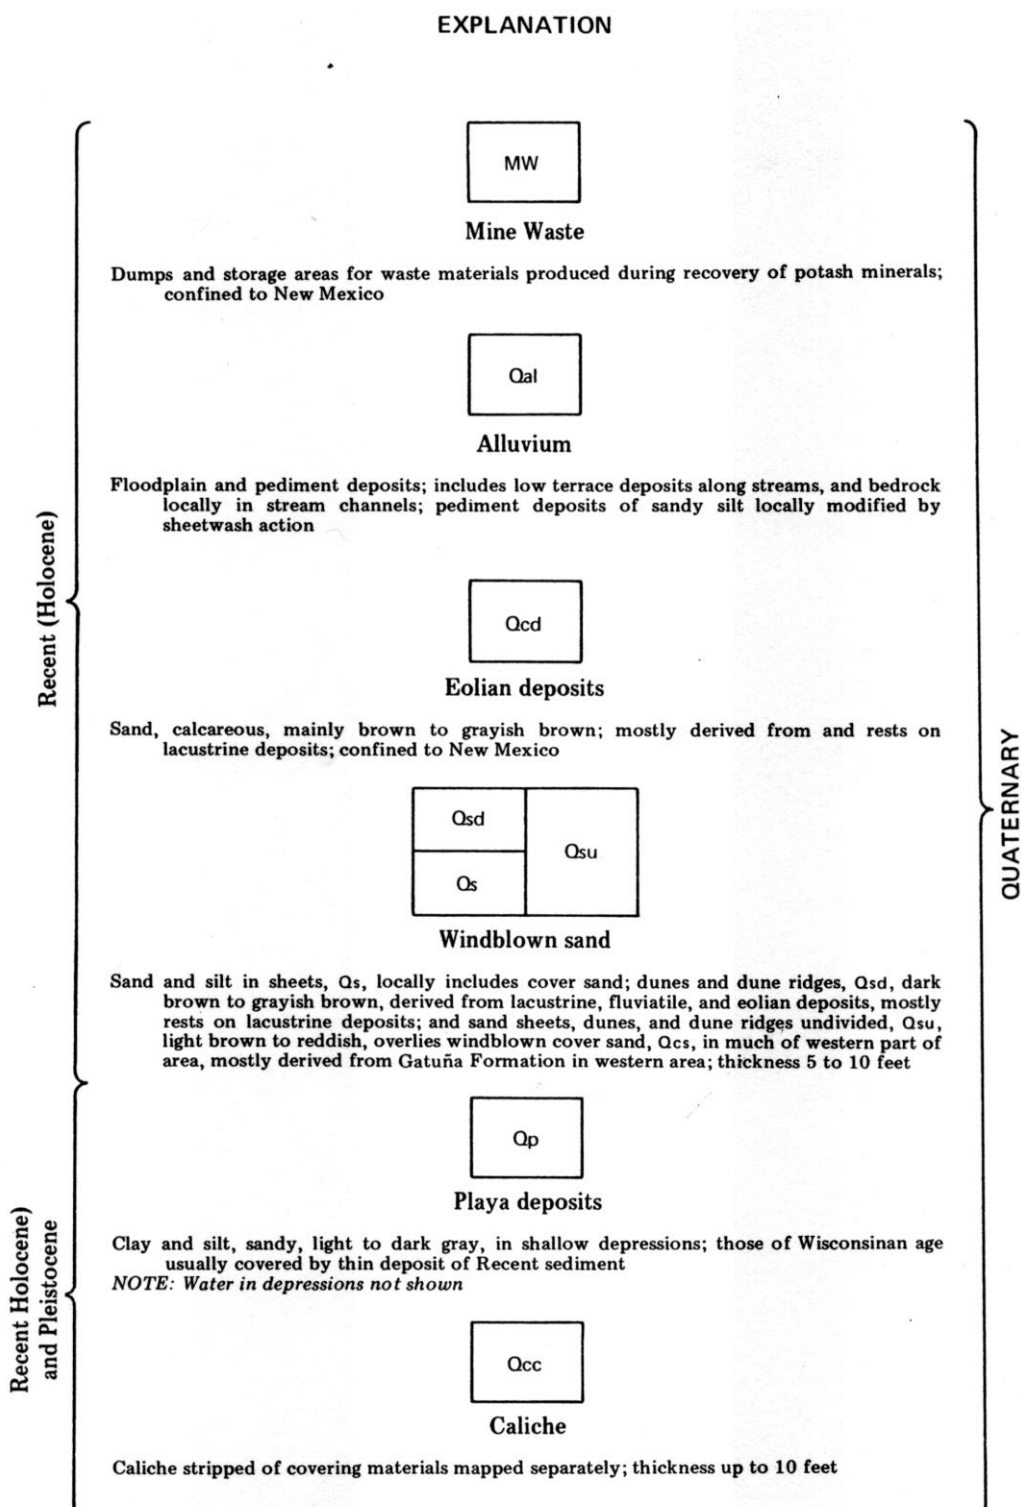 EXPLANATION
MW
Mine Waste
Dumps and storage areas for waste materials produced during recovery of potash minerals;
confined to New Mexico
Qal
Alluvium
Floodplain and pediment deposits; includes low terrace deposits along streams, and bedrock
locally in stream channels; pediment deposits of sandy silt locally modified by
sheetwash action
Recent (Holocene)
Qcd
Eolian deposits
Sand, calcareous, mainly brown to grayish brown; mostly derived from and rests on
lacustrine deposits; confined to New Mexico
QUATERNARY
Qsd
Qs
Qsu
Windblown sand
Sand and silt in sheets, Qs, locally includes cover sand; dunes and dune ridges, Qsd, dark
brown to grayish brown, derived from lacustrine, fluviatile, and eolian deposits, mostly
rests on lacustrine deposits; and sand sheets, dunes, and dune ridges undivided, Qsu,
light brown to reddish, overlies windblown cover sand, Qcs, in much of western part of
area, mostly derived from Gatuña Formation in western area; thickness 5 to 10 feet
Qp
Playa deposits
Clay and silt, sandy, light to dark gray, in shallow depressions; those of Wisconsinan age
usually covered by thin deposit of Recent sediment
NOTE: Water in depressions not shown
Recent Holocene)
and Pleistocene
Qcc
Caliche
Caliche stripped of covering materials mapped separately; thickness up to 10 feet